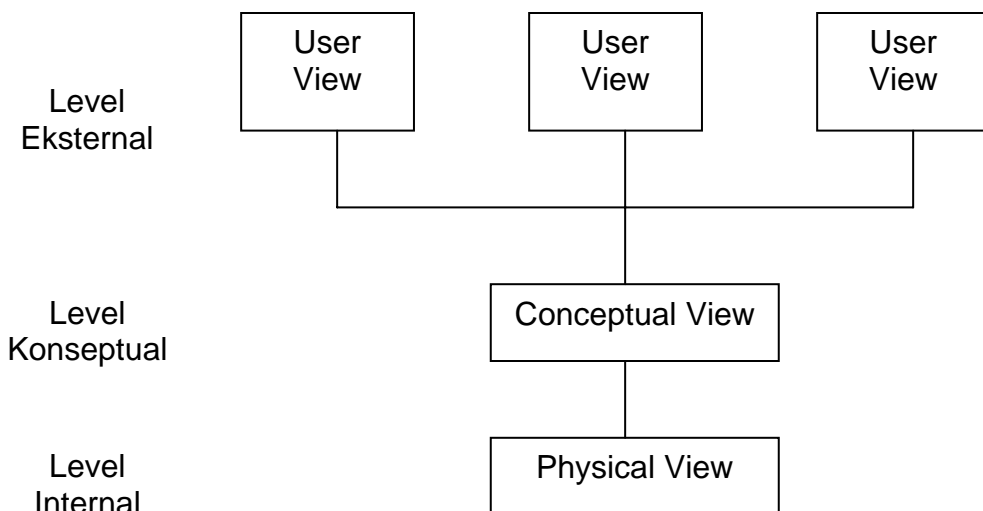 User
View
User
View
User
View
Level
Eksternal
Level
Konseptual
Conceptual View
Level
Internal
Physical View